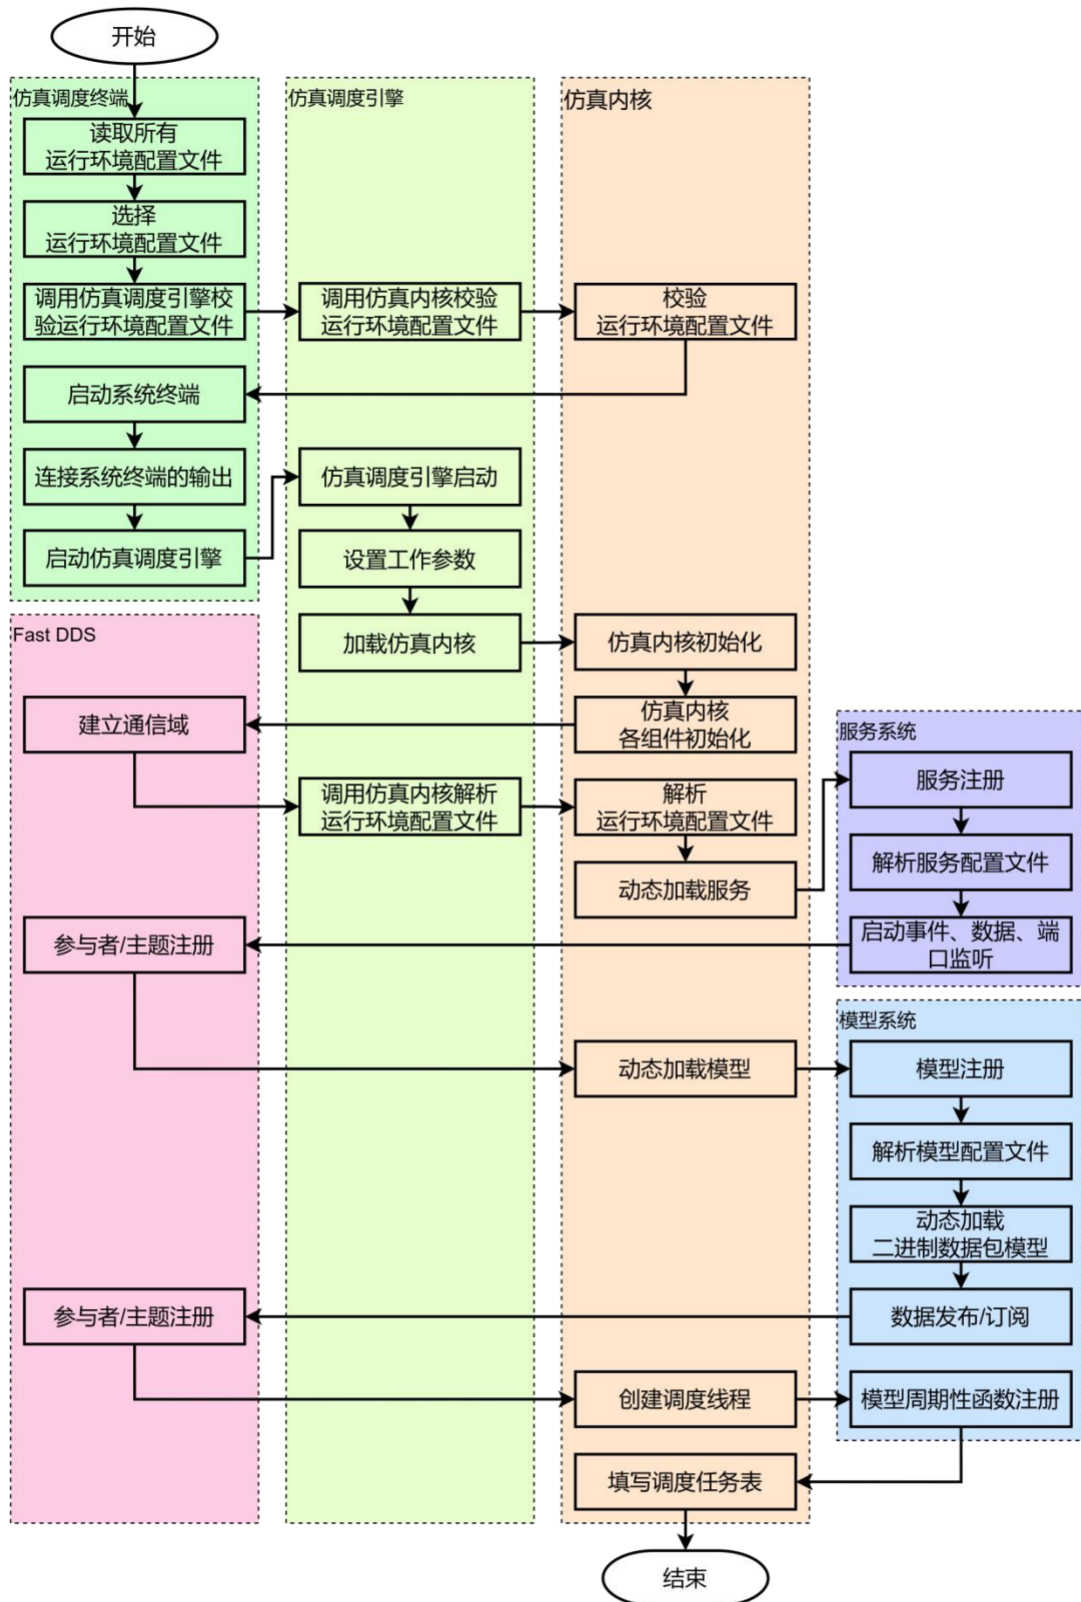 开始
仿真调度终端
仿真调度引擎
仿真内核
读取所有
运行环境配置文件
选择
运行环境配置文件
调用仿真调度引擎校
验运行环境配置文件
调用仿真内核校验
运行环境配置文件
校验
运行环境配置文件
启动系统终端
连接系统终端的输出
仿真调度引擎启动
启动仿真调度引擎
设置工作参数
Fast DDS
加载仿真内核
仿真内核初始化
建立通信域
仿真内核
各组件初始化
服务系统
服务注册
调用仿真内核解析
运行环境配置文件
解析
运行环境配置文件
动态加载服务
解析服务配置文件
参与者/主题注册
启动事件、数据、端
口监听
模型系统
动态加载模型
模型注册
解析模型配置文件
动态加载
二进制数据包模型
参与者/主题注册
数据发布/订阅
创建调度线程
模型周期性函数注册
填写调度任务表
结束